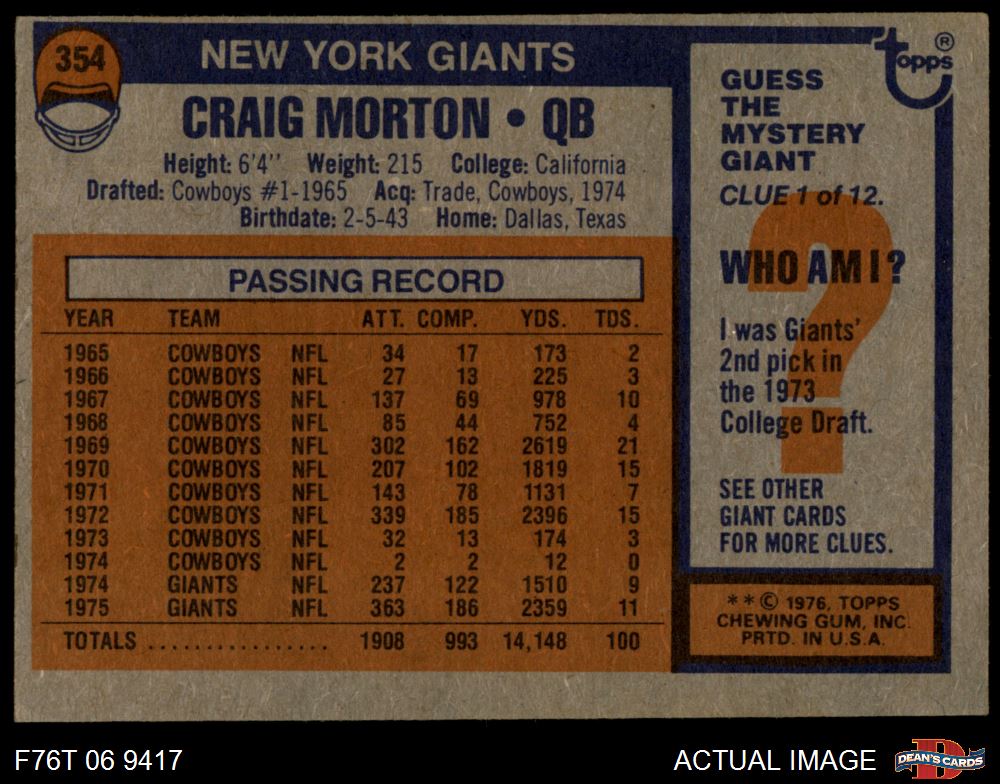 354
NEW YORK GIANTS
CRAIG MORTON • QB
Height: 6'4'' Weight: 215 College: California
Drafted: Cowboys #1-1965 Acq: Trade, Cowboys, 1974
Birthdate: 2-5-43 Home: Dallas, Texas
PASSING RECORD
YEAR TEAM ATT. COMP. YDS. TDS.
1965 COWBOYS NFL 34 17 173 2
1966 COWBOYS NFL 27 13 225 3
1967 COWBOYS NFL 137 69 978 10
1968 COWBOYS NFL 85 44 752 4
1969 COWBOYS NFL 302 162 2619 21
1970 COWBOYS NFL 207 102 1819 15
1971 COWBOYS NFL 143 78 1131 7
1972 COWBOYS NFL 339 185 2396 15
1973 COWBOYS NFL 32 13 174 3
1974 COWBOYS NFL 2 2 12 0
1974 GIANTS NFL 237 122 1510 9
1975 GIANTS NFL 363 186 2359 11
TOTALS ................ 1908 993 14,148 100
Topps ®
GUESS
THE
MYSTERY
GIANT
CLUE 1 of 12.
?
WHO AM I?
I was Giants'
2nd pick in
the 1973
College Draft.
SEE OTHER
GIANT CARDS
FOR MORE CLUES.
**© 1976, TOPPS
CHEWING GUM, INC.
PRTD. IN U.S.A.
F76T 06 9417
ACTUAL IMAGE
D
DEAN'S CARDS